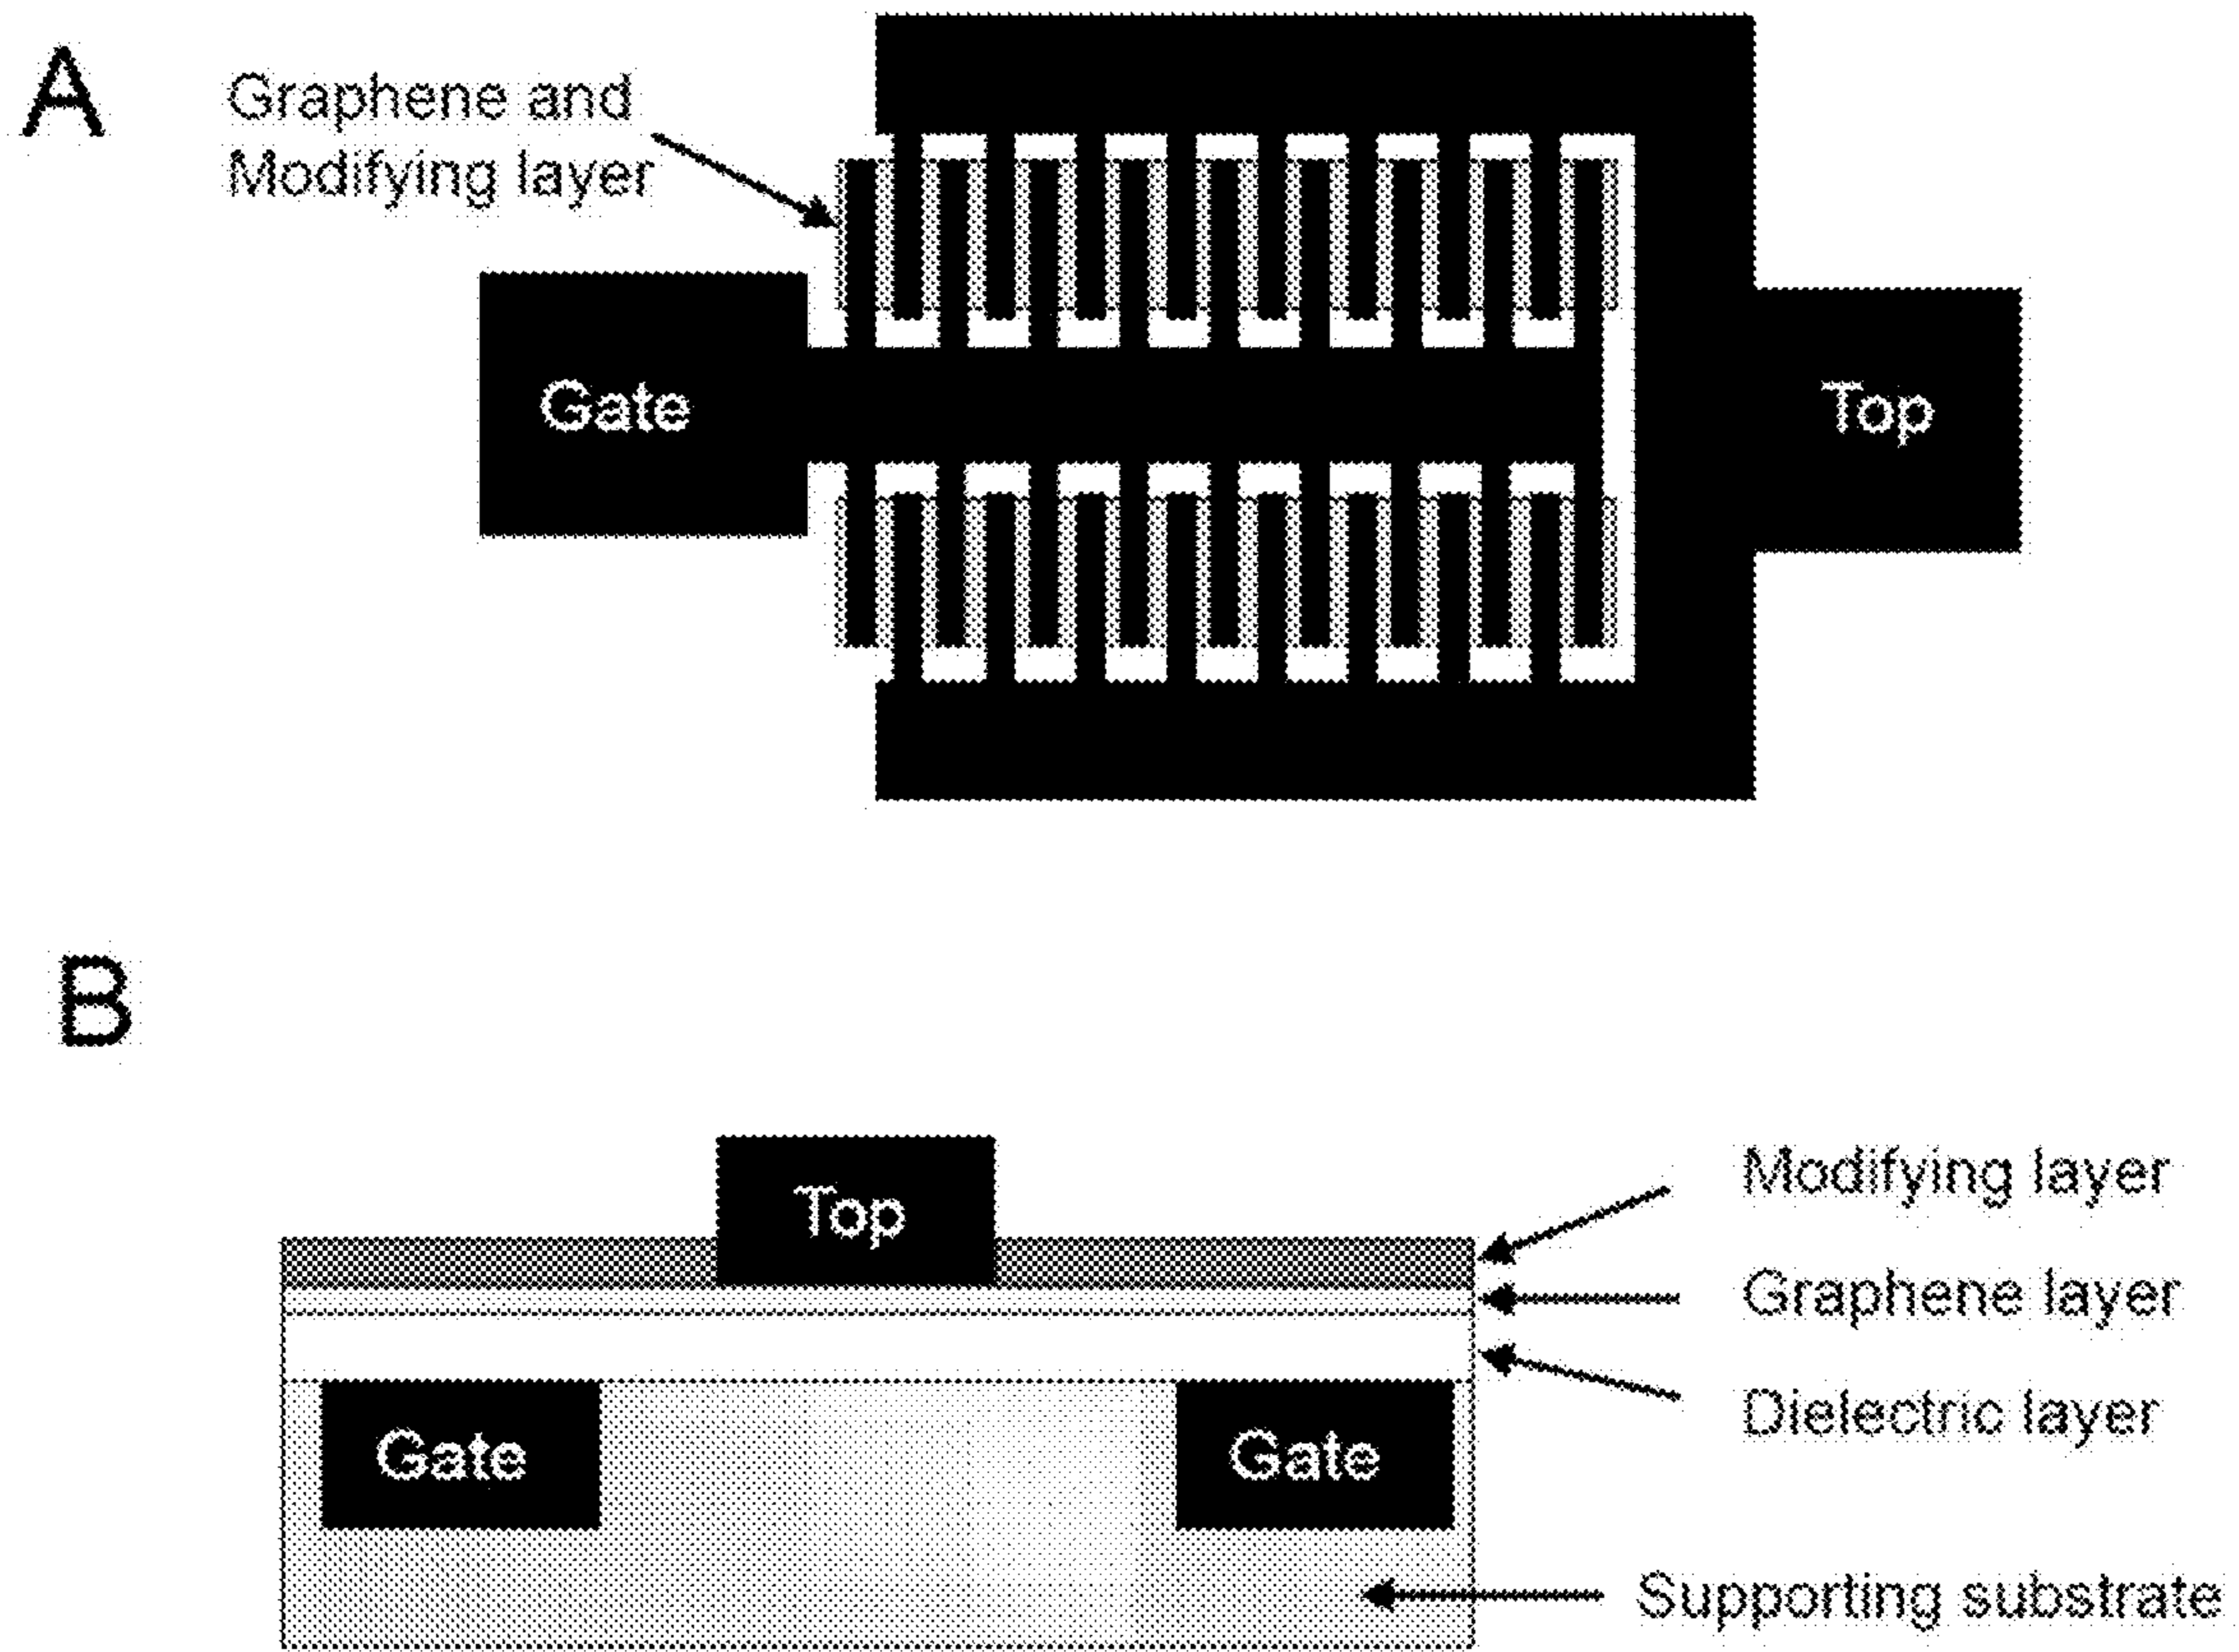 A
Graphene and
Modifying layer
Gate
Top
B
Top
Modifying layer
Graphene layer
Dielectric layer
Gate
Gate
Supporting substrate